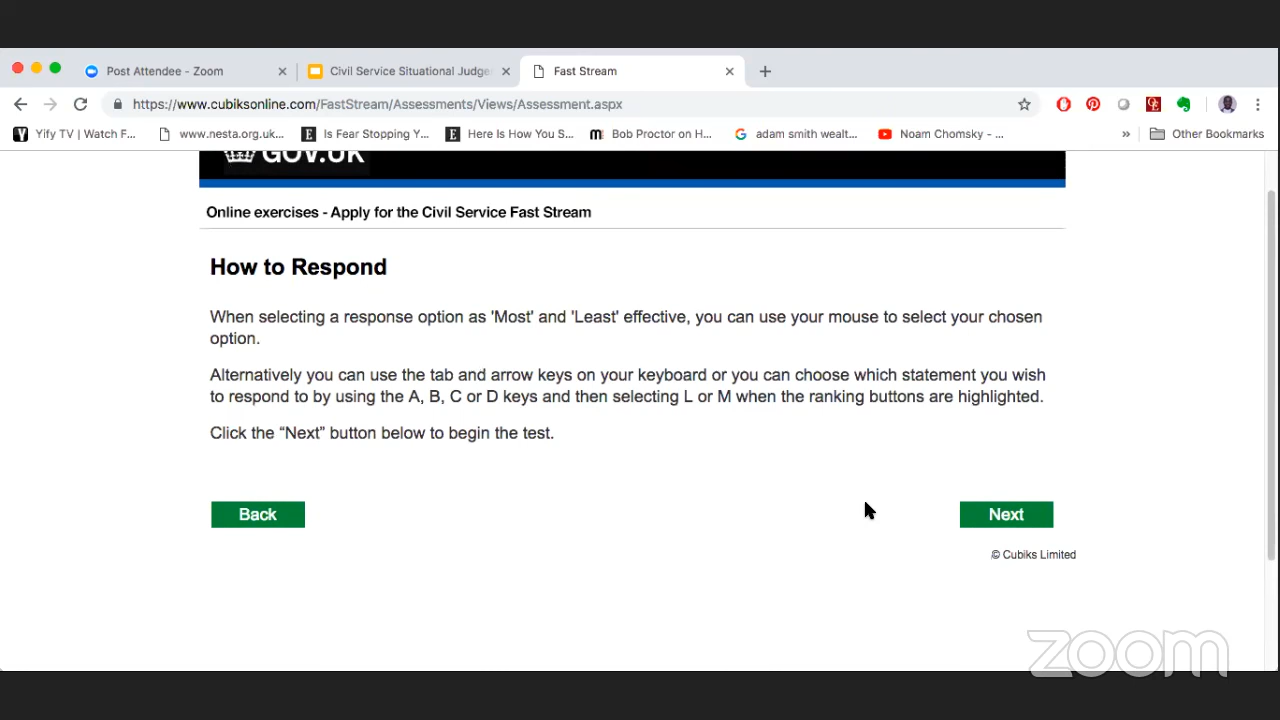 Post Attendee - Zoom
Civil Service Situational Judge
Fast Stream
https://www.cubiksonline.com/FastStream/Assessments/Views/Assessment.aspx
Yify TV | Watch F...
www.nesta.org.uk...
Is Fear Stopping Y...
Here Is How You S...
Bob Proctor on H...
adam smith wealt...
Noam Chomsky - ...
»
Other Bookmarks
GOV.UK
Online exercises - Apply for the Civil Service Fast Stream
How to Respond
When selecting a response option as 'Most' and 'Least' effective, you can use your mouse to select your chosen
option.
Alternatively you can use the tab and arrow keys on your keyboard or you can choose which statement you wish
to respond to by using the A, B, C or D keys and then selecting L or M when the ranking buttons are highlighted.
Click the “Next” button below to begin the test.
Back
Next
© Cubiks Limited
zoom